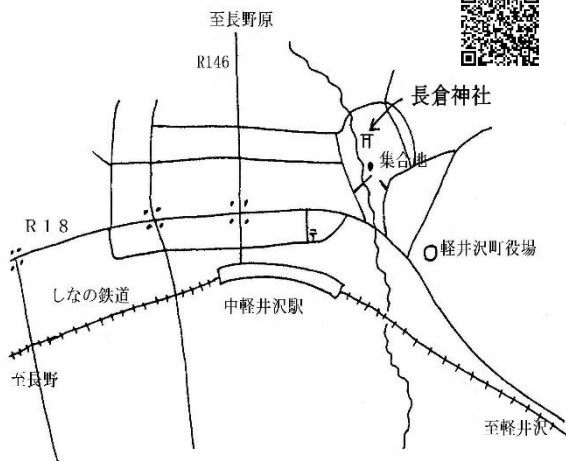 至長野原
R146
長倉神社
集合地
R18
〒
軽井沢町役場
しなの鉄道
中軽井沢駅
至長野
至軽井沢